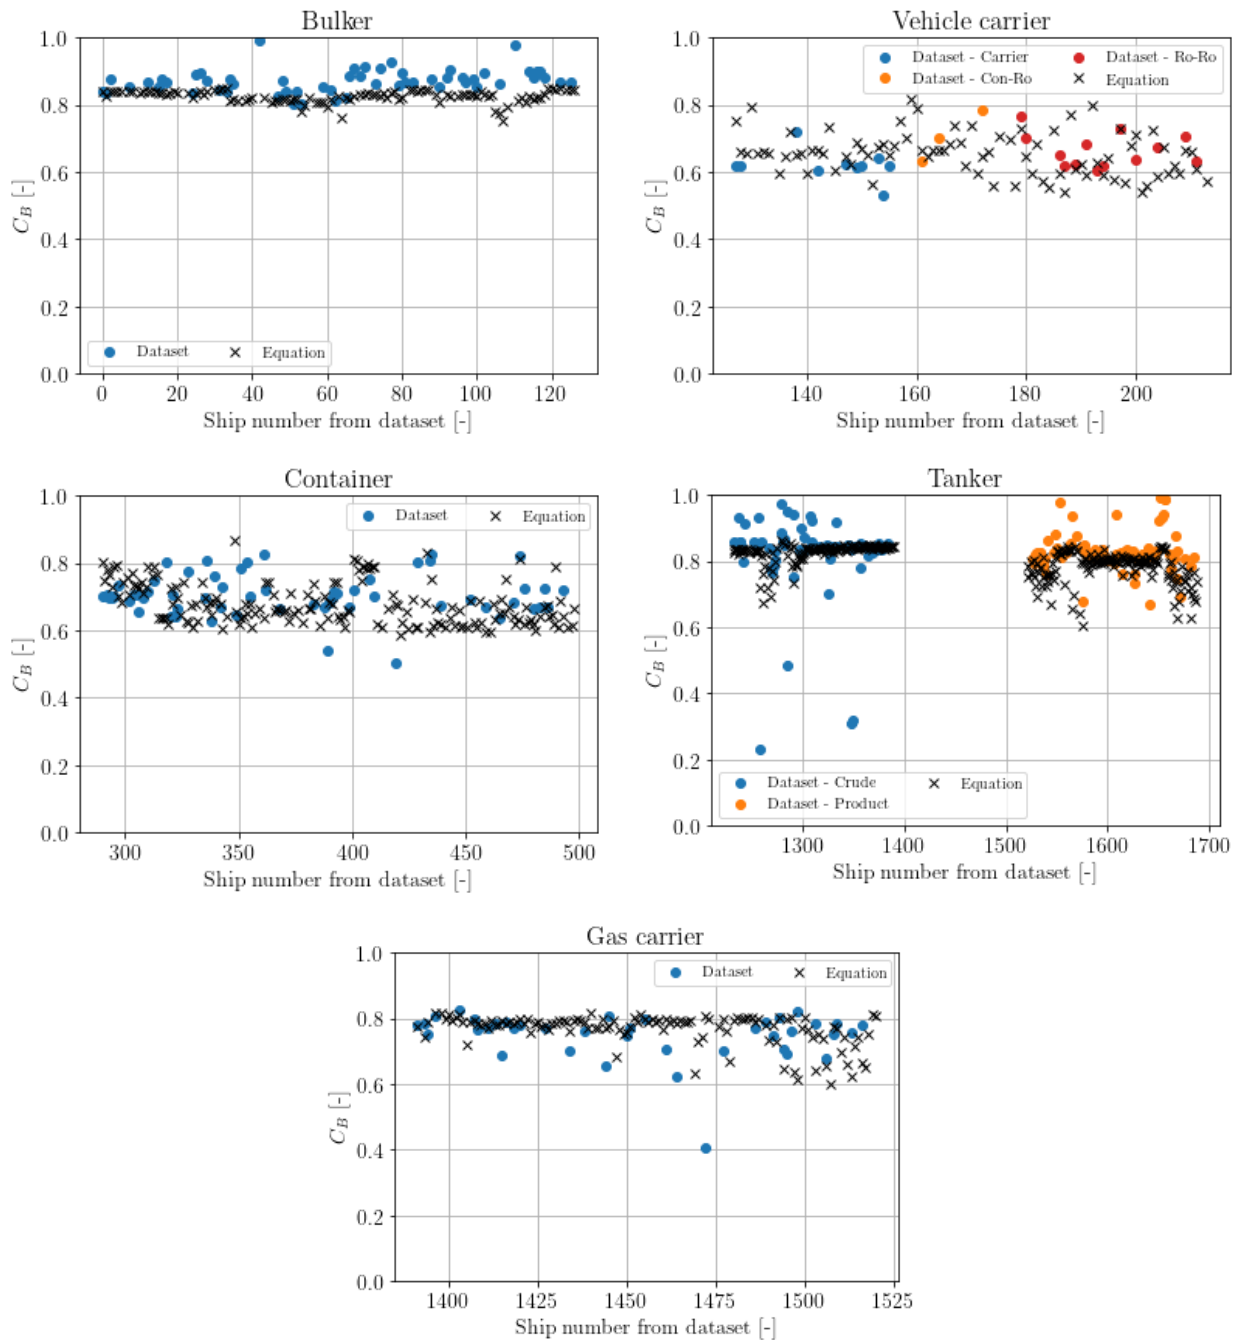 Bulker
1.0
0.8
0.6
0.4
0.2
0.0
C_B [-]
Dataset
Equation
0 20 40 60 80 100 120
Ship number from dataset [-]
Vehicle carrier
1.0
0.8
0.6
0.4
0.2
0.0
C_B [-]
Dataset - Carrier
Dataset - Con-Ro
Dataset - Ro-Ro
Equation
140 160 180 200
Ship number from dataset [-]
Container
1.0
0.8
0.6
0.4
0.2
0.0
C_B [-]
Dataset
Equation
300 350 400 450 500
Ship number from dataset [-]
Tanker
1.0
0.8
0.6
0.4
0.2
0.0
C_B [-]
Dataset - Crude
Dataset - Product
Equation
1300 1400 1500 1600 1700
Ship number from dataset [-]
Gas carrier
1.0
0.8
0.6
0.4
0.2
0.0
C_B [-]
Dataset
Equation
1400 1425 1450 1475 1500 1525
Ship number from dataset [-]